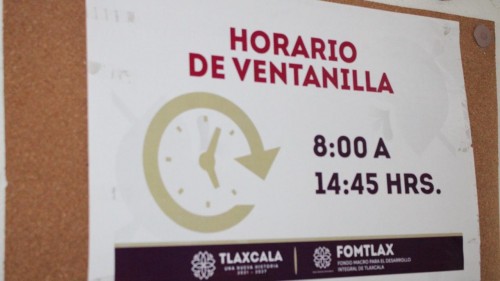 HORARIO
DE VENTANILLA
8:00 A
14:45 HRS.
TLAXCALA
UNA NUEVA HISTORIA
2021 - 2027
FOMTLAX
FONDO MACRO PARA EL DESARROLLO
INTEGRAL DE TLAXCALA